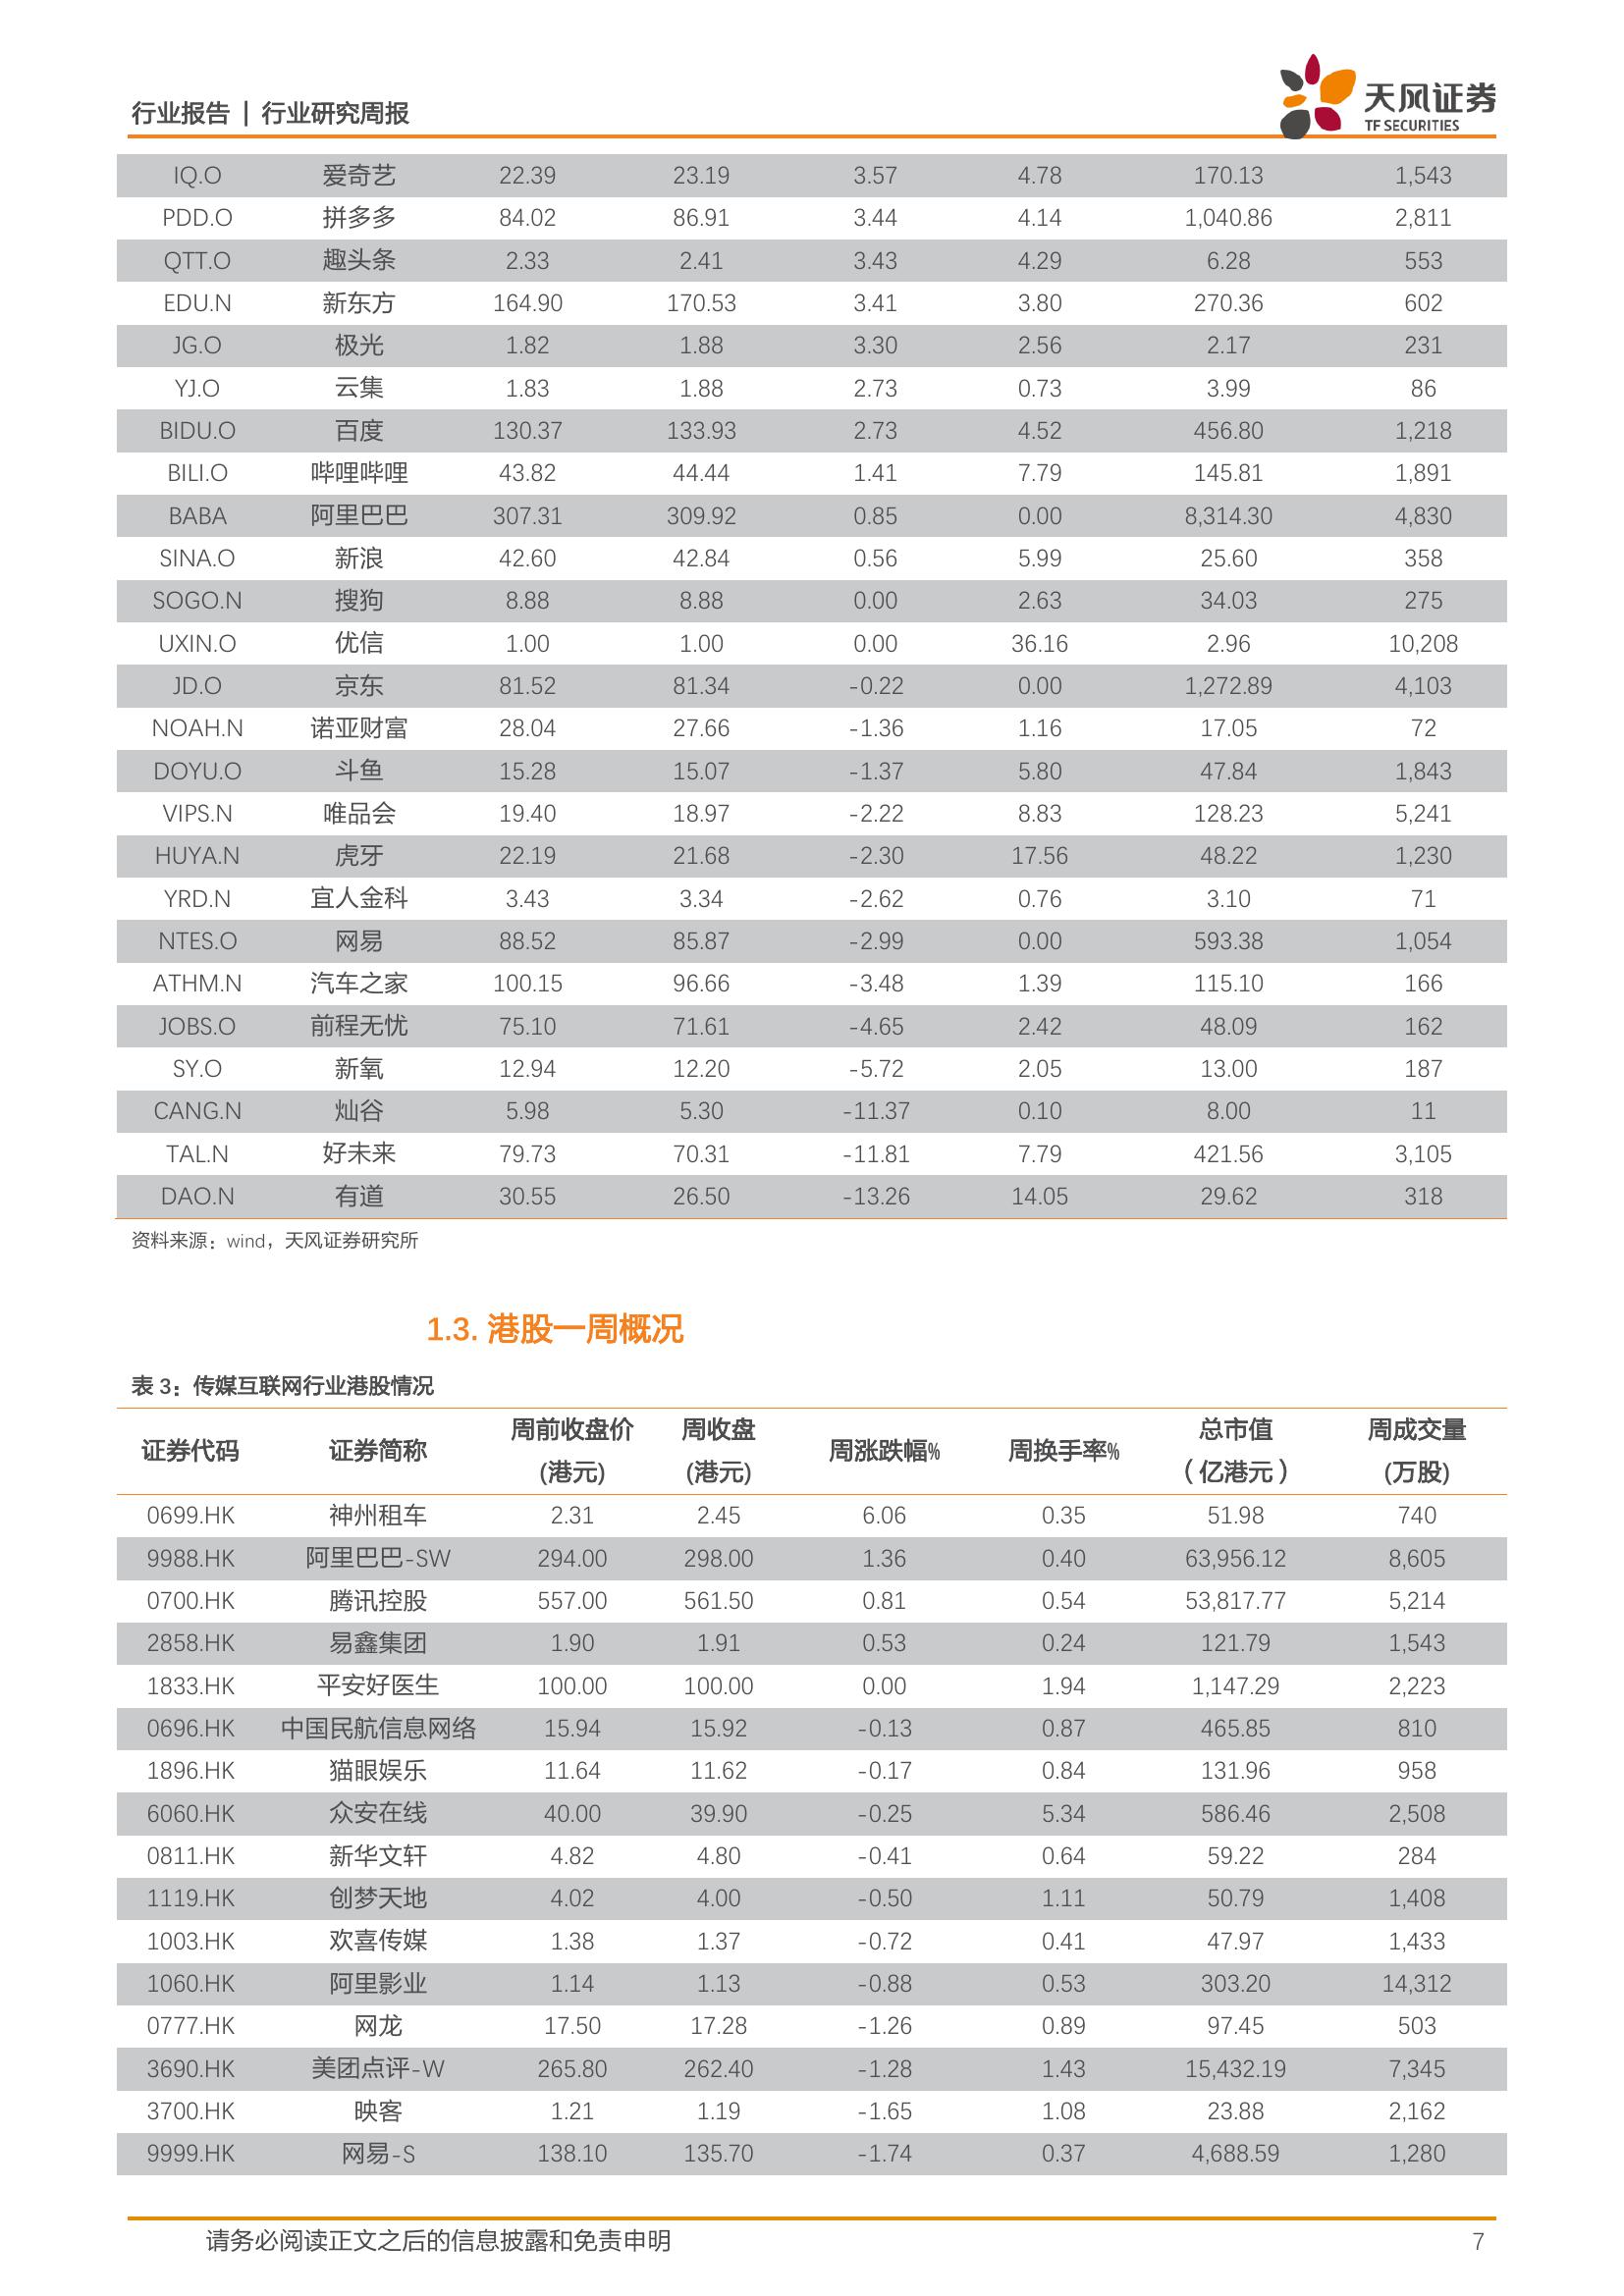 行业报告 | 行业研究周报
天风证券
TF SECURITIES
IQ.O 爱奇艺 22.39 23.19 3.57 4.78 170.13 1,543
PDD.O 拼多多 84.02 86.91 3.44 4.14 1,040.86 2,811
QTT.O 趣头条 2.33 2.41 3.43 4.29 6.28 553
EDU.N 新东方 164.90 170.53 3.41 3.80 270.36 602
JG.O 极光 1.82 1.88 3.30 2.56 2.17 231
YJ.O 云集 1.83 1.88 2.73 0.73 3.99 86
BIDU.O 百度 130.37 133.93 2.73 4.52 456.80 1,218
BILI.O 哔哩哔哩 43.82 44.44 1.41 7.79 145.81 1,891
BABA 阿里巴巴 307.31 309.92 0.85 0.00 8,314.30 4,830
SINA.O 新浪 42.60 42.84 0.56 5.99 25.60 358
SOGO.N 搜狗 8.88 8.88 0.00 2.63 34.03 275
UXIN.O 优信 1.00 1.00 0.00 36.16 2.96 10,208
JD.O 京东 81.52 81.34 -0.22 0.00 1,272.89 4,103
NOAH.N 诺亚财富 28.04 27.66 -1.36 1.16 17.05 72
DOYU.O 斗鱼 15.28 15.07 -1.37 5.80 47.84 1,843
VIPS.N 唯品会 19.40 18.97 -2.22 8.83 128.23 5,241
HUYA.N 虎牙 22.19 21.68 -2.30 17.56 48.22 1,230
YRD.N 宜人金科 3.43 3.34 -2.62 0.76 3.10 71
NTES.O 网易 88.52 85.87 -2.99 0.00 593.38 1,054
ATHM.N 汽车之家 100.15 96.66 -3.48 1.39 115.10 166
JOBS.O 前程无忧 75.10 71.61 -4.65 2.42 48.09 162
SY.O 新氧 12.94 12.20 -5.72 2.05 13.00 187
CANG.N 灿谷 5.98 5.30 -11.37 0.10 8.00 11
TAL.N 好未来 79.73 70.31 -11.81 7.79 421.56 3,105
DAO.N 有道 30.55 26.50 -13.26 14.05 29.62 318
资料来源：wind，天风证券研究所
1.3. 港股一周概况
表 3：传媒互联网行业港股情况
证券代码 证券简称 周前收盘价 (港元) 周收盘 (港元) 周涨跌幅% 周换手率% 总市值 （亿港元） 周成交量 (万股)
0699.HK 神州租车 2.31 2.45 6.06 0.35 51.98 740
9988.HK 阿里巴巴-SW 294.00 298.00 1.36 0.40 63,956.12 8,605
0700.HK 腾讯控股 557.00 561.50 0.81 0.54 53,817.77 5,214
2858.HK 易鑫集团 1.90 1.91 0.53 0.24 121.79 1,543
1833.HK 平安好医生 100.00 100.00 0.00 1.94 1,147.29 2,223
0696.HK 中国民航信息网络 15.94 15.92 -0.13 0.87 465.85 810
1896.HK 猫眼娱乐 11.64 11.62 -0.17 0.84 131.96 958
6060.HK 众安在线 40.00 39.90 -0.25 5.34 586.46 2,508
0811.HK 新华文轩 4.82 4.80 -0.41 0.64 59.22 284
1119.HK 创梦天地 4.02 4.00 -0.50 1.11 50.79 1,408
1003.HK 欢喜传媒 1.38 1.37 -0.72 0.41 47.97 1,433
1060.HK 阿里影业 1.14 1.13 -0.88 0.53 303.20 14,312
0777.HK 网龙 17.50 17.28 -1.26 0.89 97.45 503
3690.HK 美团点评-W 265.80 262.40 -1.28 1.43 15,432.19 7,345
3700.HK 映客 1.21 1.19 -1.65 1.08 23.88 2,162
9999.HK 网易-S 138.10 135.70 -1.74 0.37 4,688.59 1,280
请务必阅读正文之后的信息披露和免责申明 7